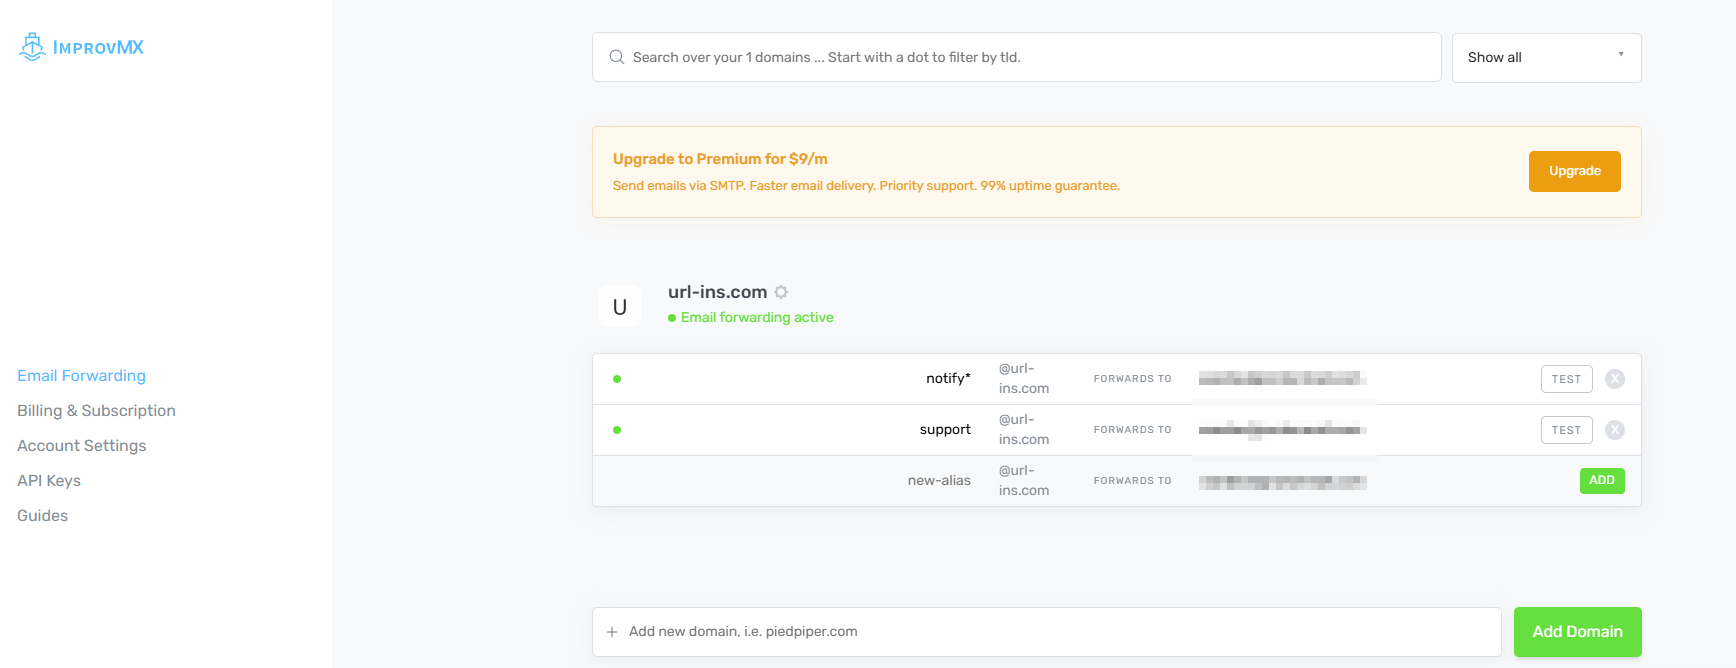 IMPROVMX
Search over your 1 domains ... Start with a dot to filter by tld.
Show all
Upgrade to Premium for $9/m
Send emails via SMTP. Faster email delivery. Priority support. 99% uptime guarantee.
Upgrade
U
url-ins.com
Email forwarding active
notify* @url-ins.com FORWARDS TO TEST X
support @url-ins.com FORWARDS TO TEST X
new-alias @url-ins.com FORWARDS TO ADD
Email Forwarding
Billing & Subscription
Account Settings
API Keys
Guides
+ Add new domain, i.e. piedpiper.com
Add Domain